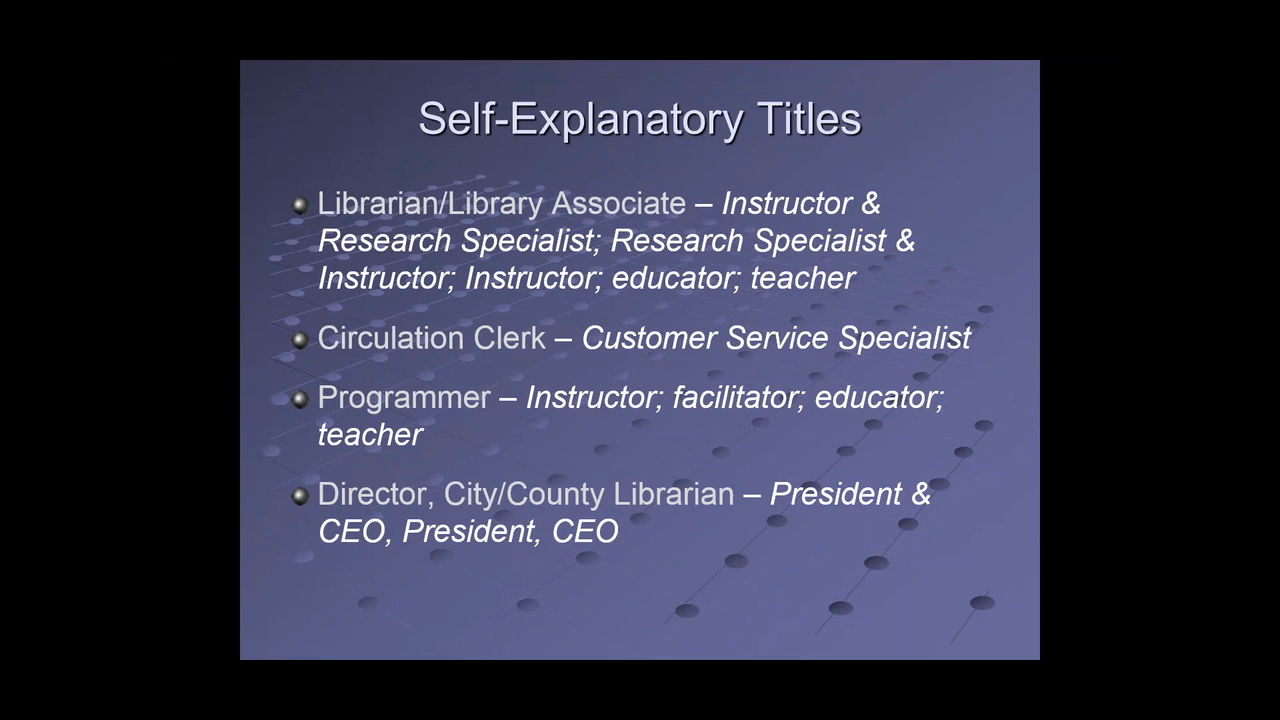 Self-Explanatory Titles
Librarian/Library Associate – Instructor &
Research Specialist; Research Specialist &
Instructor; Instructor; educator; teacher
Circulation Clerk – Customer Service Specialist
Programmer – Instructor; facilitator; educator;
teacher
Director, City/County Librarian – President &
CEO, President, CEO